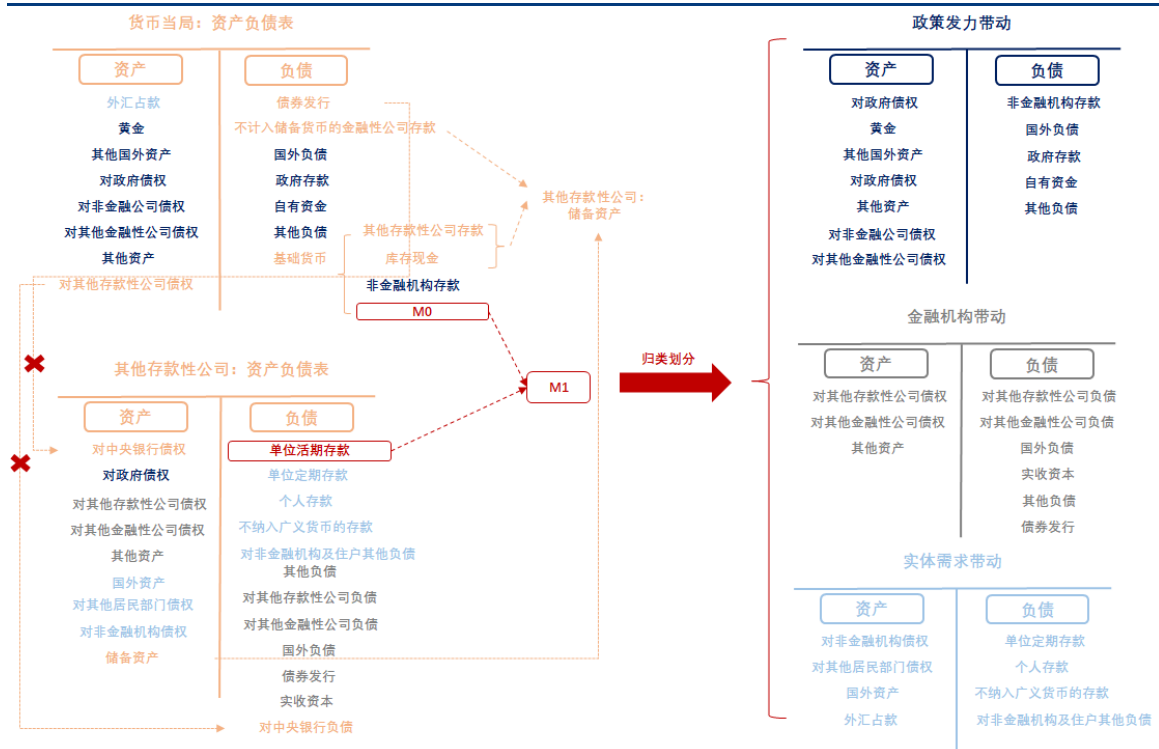 货币当局：资产负债表
资产
负债
外汇占款
黄金
其他国外资产
对政府债权
对非金融公司债权
对其他金融性公司债权
其他资产
对其他存款性公司债权
债券发行
不计入储备货币的金融性公司存款
国外负债
政府存款
自有资金
其他负债
基础货币
其他存款性公司存款
库存现金
非金融机构存款
M0
其他存款性公司：
储备资产
其他存款性公司：资产负债表
资产
负债
对中央银行债权
对政府债权
对其他存款性公司债权
对其他金融性公司债权
其他资产
国外资产
对其他居民部门债权
对非金融机构债权
储备资产
单位活期存款
单位定期存款
个人存款
不纳入广义货币的存款
对非金融机构及住户其他负债
其他负债
对其他存款性公司负债
对其他金融性公司负债
国外负债
债券发行
实收资本
对中央银行负债
M1
归类划分
政策发力带动
资产
负债
对政府债权
黄金
其他国外资产
对政府债权
其他资产
对非金融公司债权
对其他金融性公司债权
非金融机构存款
国外负债
政府存款
自有资金
其他负债
金融机构带动
资产
负债
对其他存款性公司债权
对其他金融性公司债权
其他资产
对其他存款性公司负债
对其他金融性公司负债
国外负债
实收资本
其他负债
债券发行
实体需求带动
资产
负债
对非金融机构债权
对其他居民部门债权
国外资产
外汇占款
单位定期存款
个人存款
不纳入广义货币的存款
对非金融机构及住户其他负债